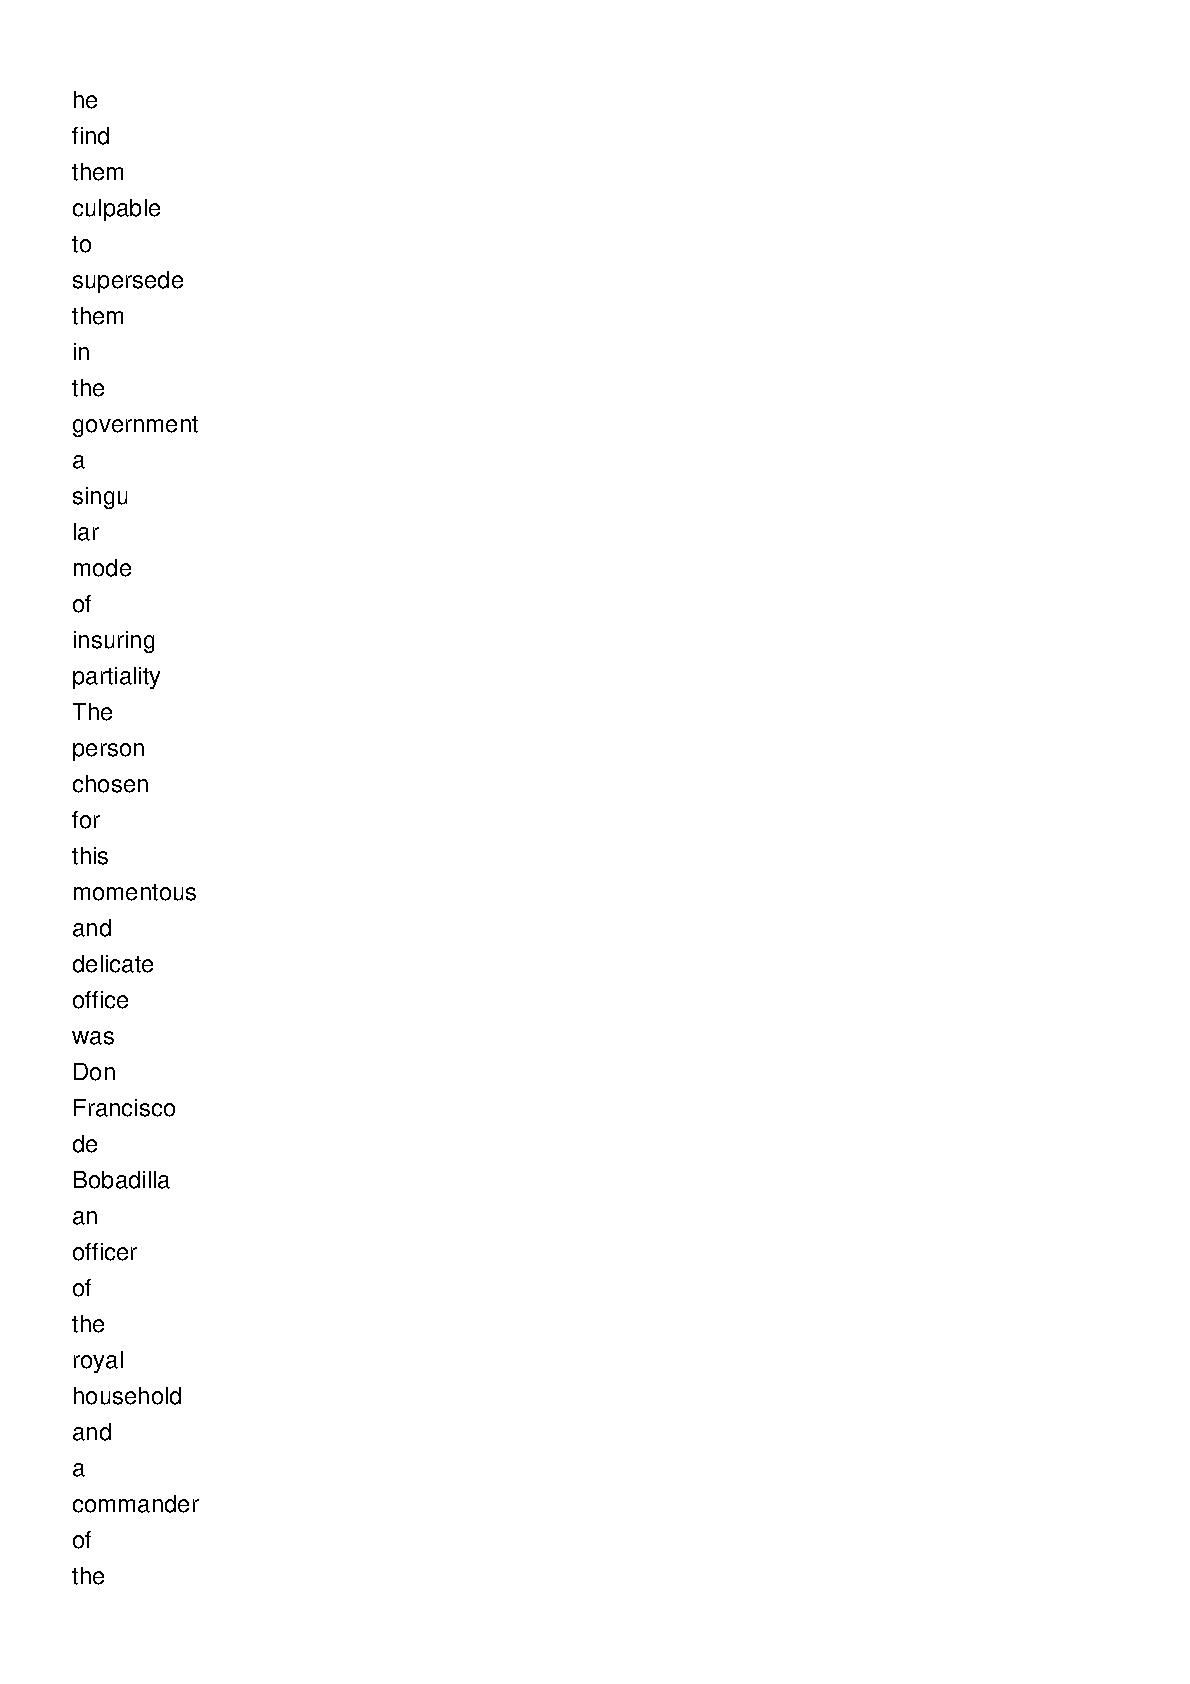 he
find
them
culpable
to
supersede
them
in
the
government
a
singu
lar
mode
of
insuring
partiality
The
person
chosen
for
this
momentous
and
delicate
office
was
Don
Francisco
de
Bobadilla
an
officer
of
the
royal
household
and
a
commander
of
the